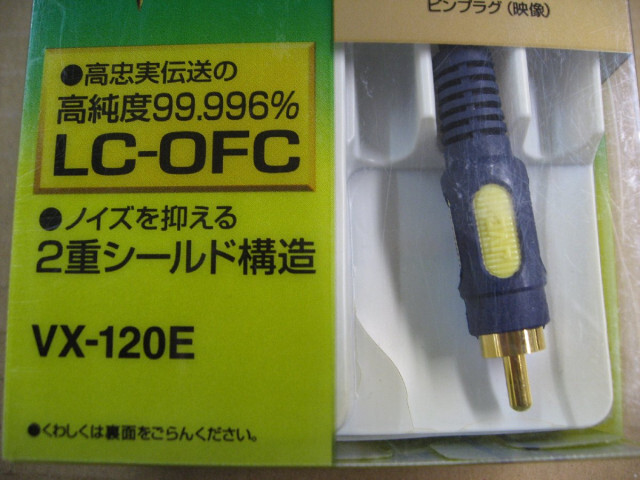 ピンプラグ(映像)
●高忠実伝送の
高純度99.996%
LC-OFC
●ノイズを抑える
2重シールド構造
VX-120E
●くわしくは裏面をごらんください。